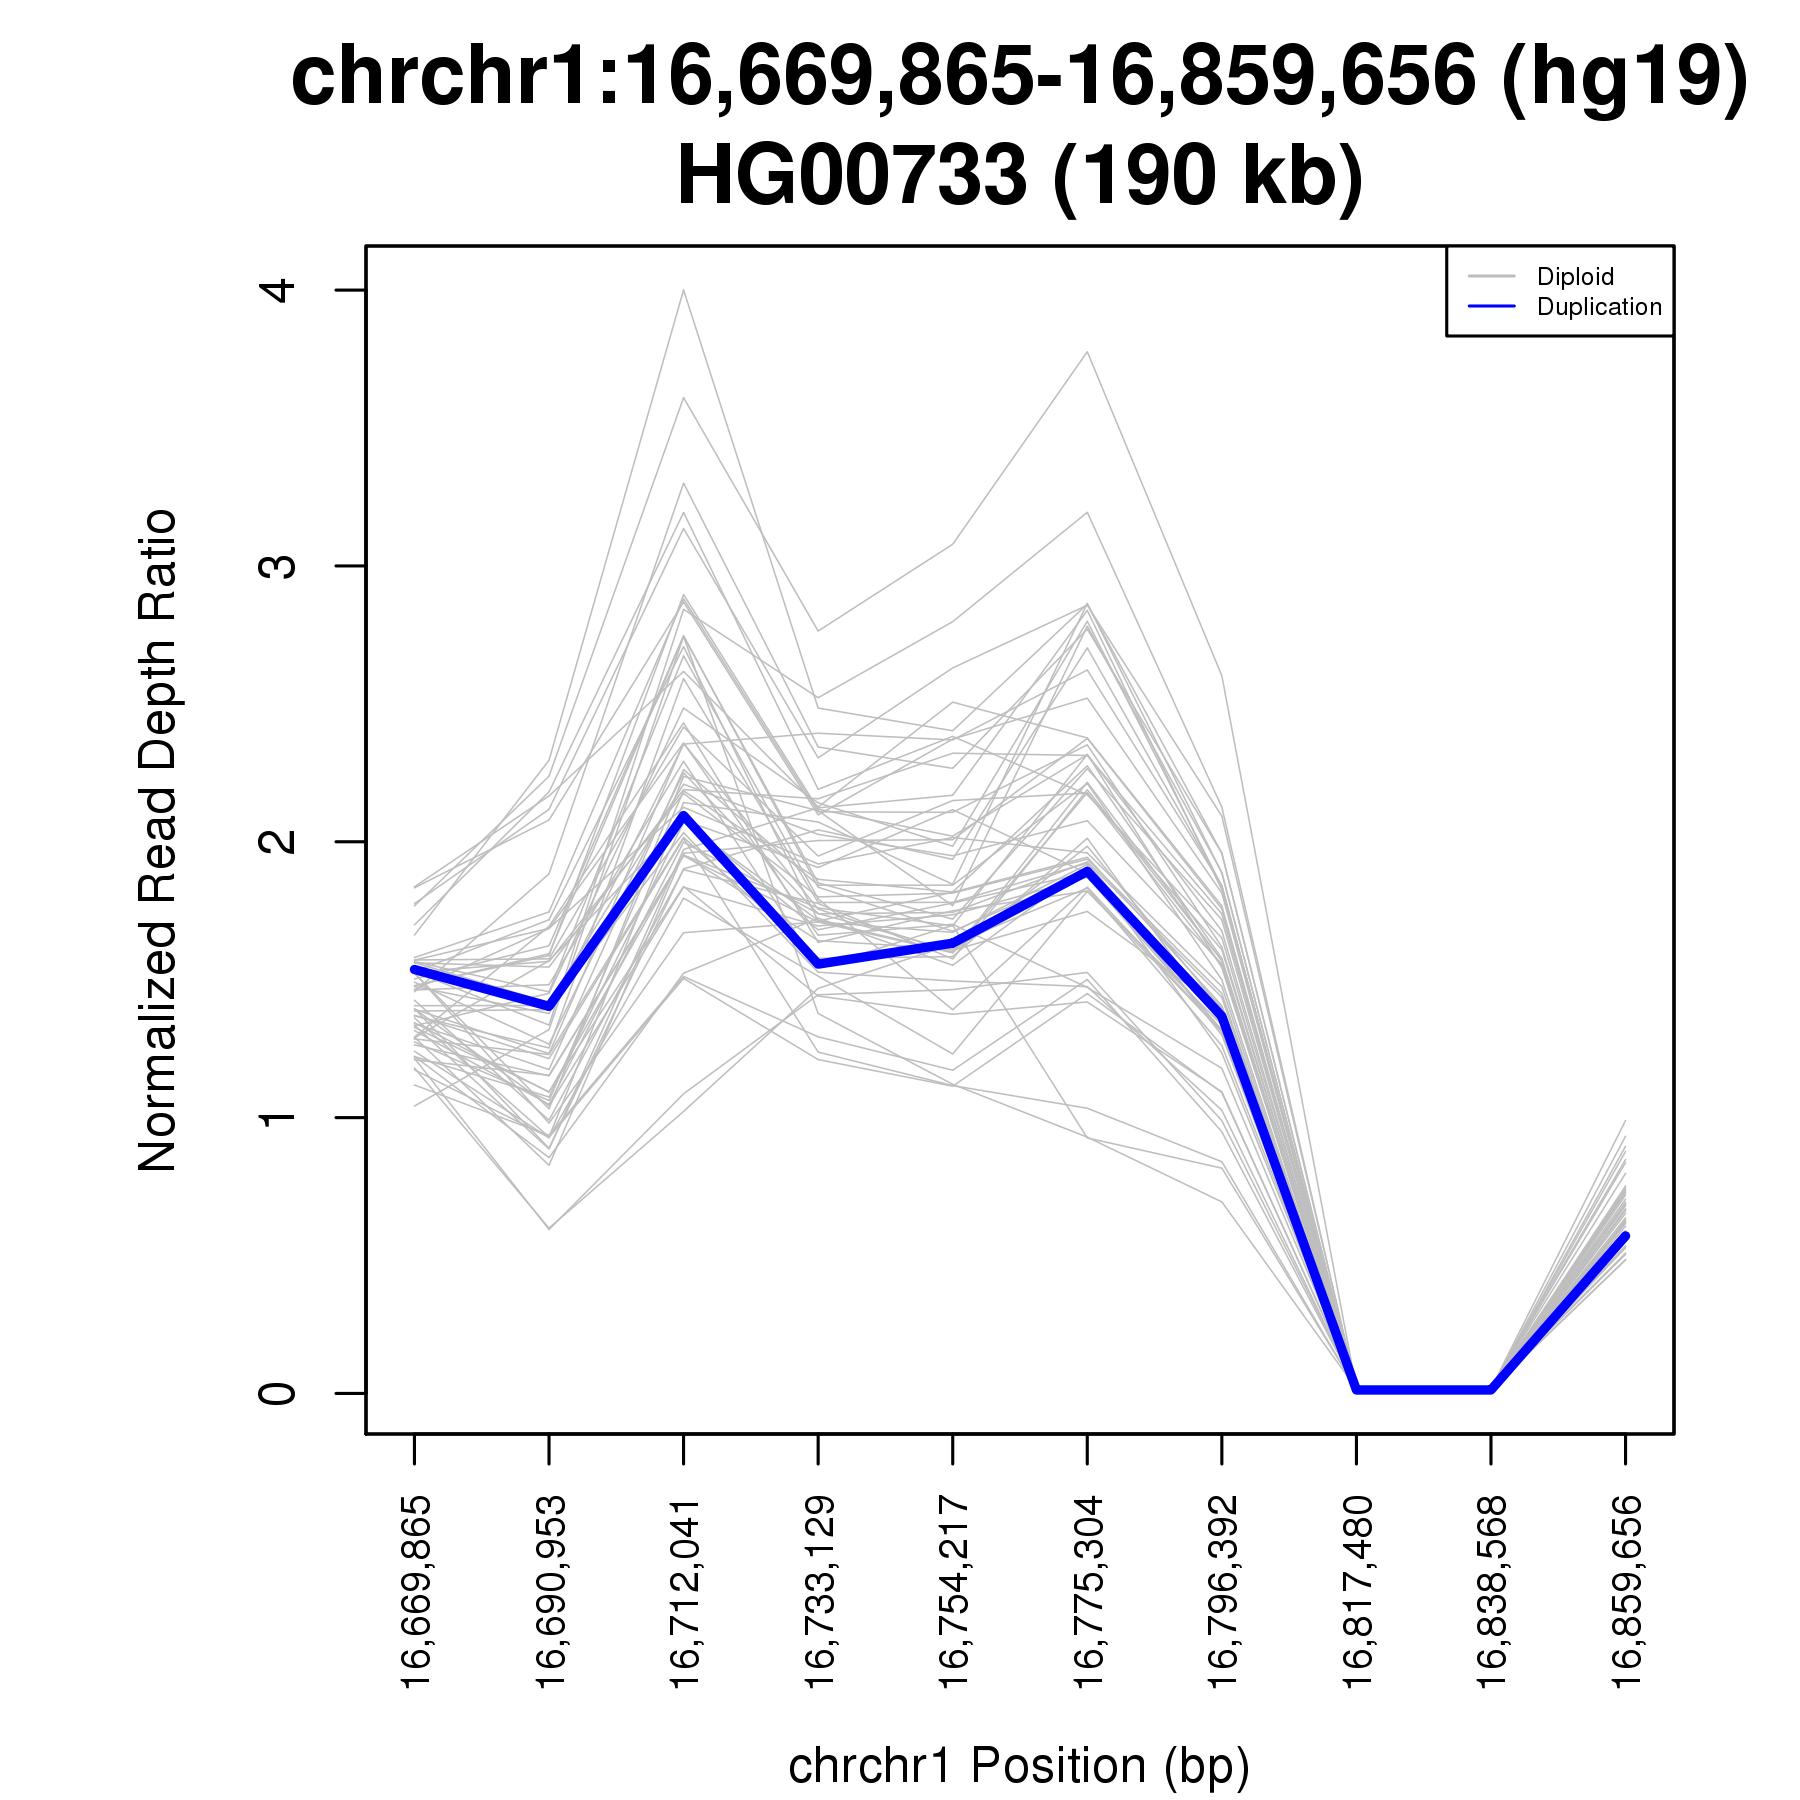 chrchr1:16,669,865-16,859,656 (hg19)
HG00733 (190 kb)
Diploid
Duplication
Normalized Read Depth Ratio
4
3
2
1
0
16,669,865
16,690,953
16,712,041
16,733,129
16,754,217
16,775,304
16,796,392
16,817,480
16,838,568
16,859,656
chrchr1 Position (bp)